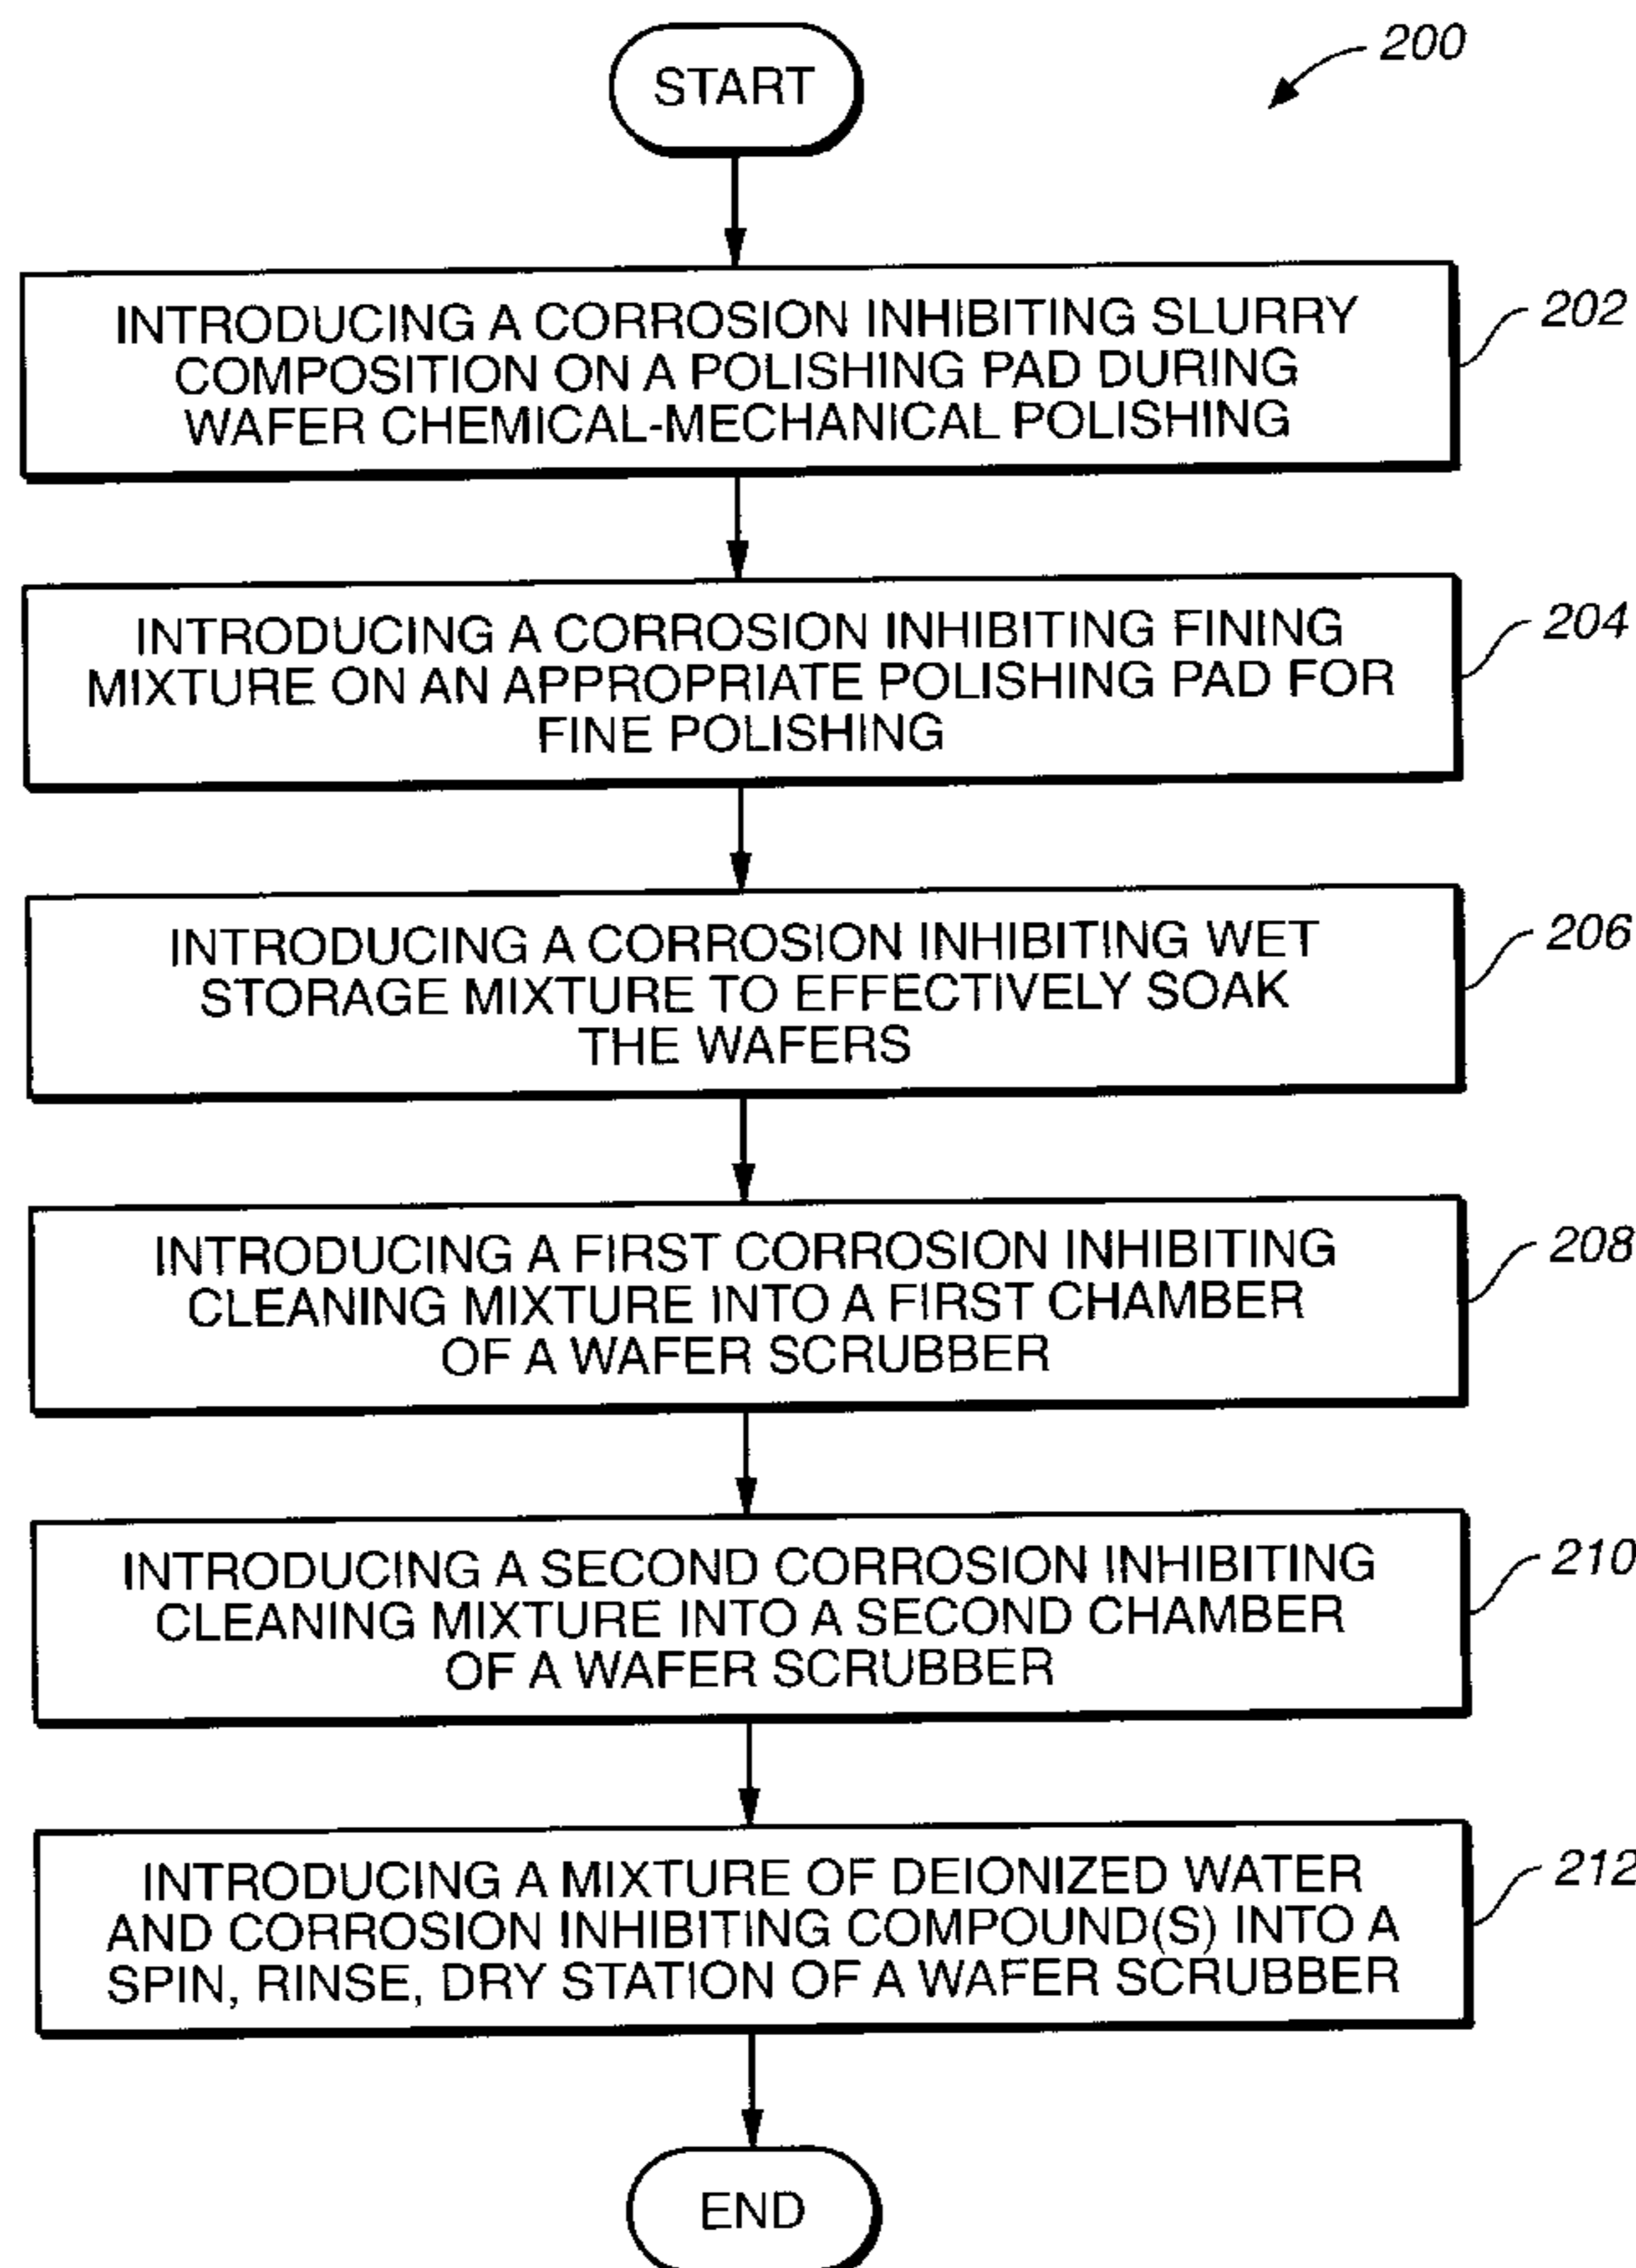 START
200
INTRODUCING A CORROSION INHIBITING SLURRY
COMPOSITION ON A POLISHING PAD DURING
WAFER CHEMICAL-MECHANICAL POLISHING
202
INTRODUCING A CORROSION INHIBITING FINING
MIXTURE ON AN APPROPRIATE POLISHING PAD FOR
FINE POLISHING
204
INTRODUCING A CORROSION INHIBITING WET
STORAGE MIXTURE TO EFFECTIVELY SOAK
THE WAFERS
206
INTRODUCING A FIRST CORROSION INHIBITING
CLEANING MIXTURE INTO A FIRST CHAMBER
OF A WAFER SCRUBBER
208
INTRODUCING A SECOND CORROSION INHIBITING
CLEANING MIXTURE INTO A SECOND CHAMBER
OF A WAFER SCRUBBER
210
INTRODUCING A MIXTURE OF DEIONIZED WATER
AND CORROSION INHIBITING COMPOUND(S) INTO A
SPIN, RINSE, DRY STATION OF A WAFER SCRUBBER
212
END